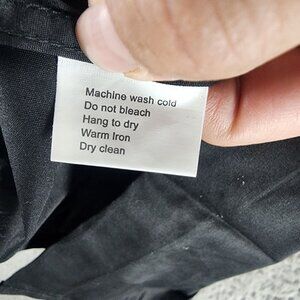 Machine wash cold
Do not bleach
Hang to dry
Warm Iron
Dry clean